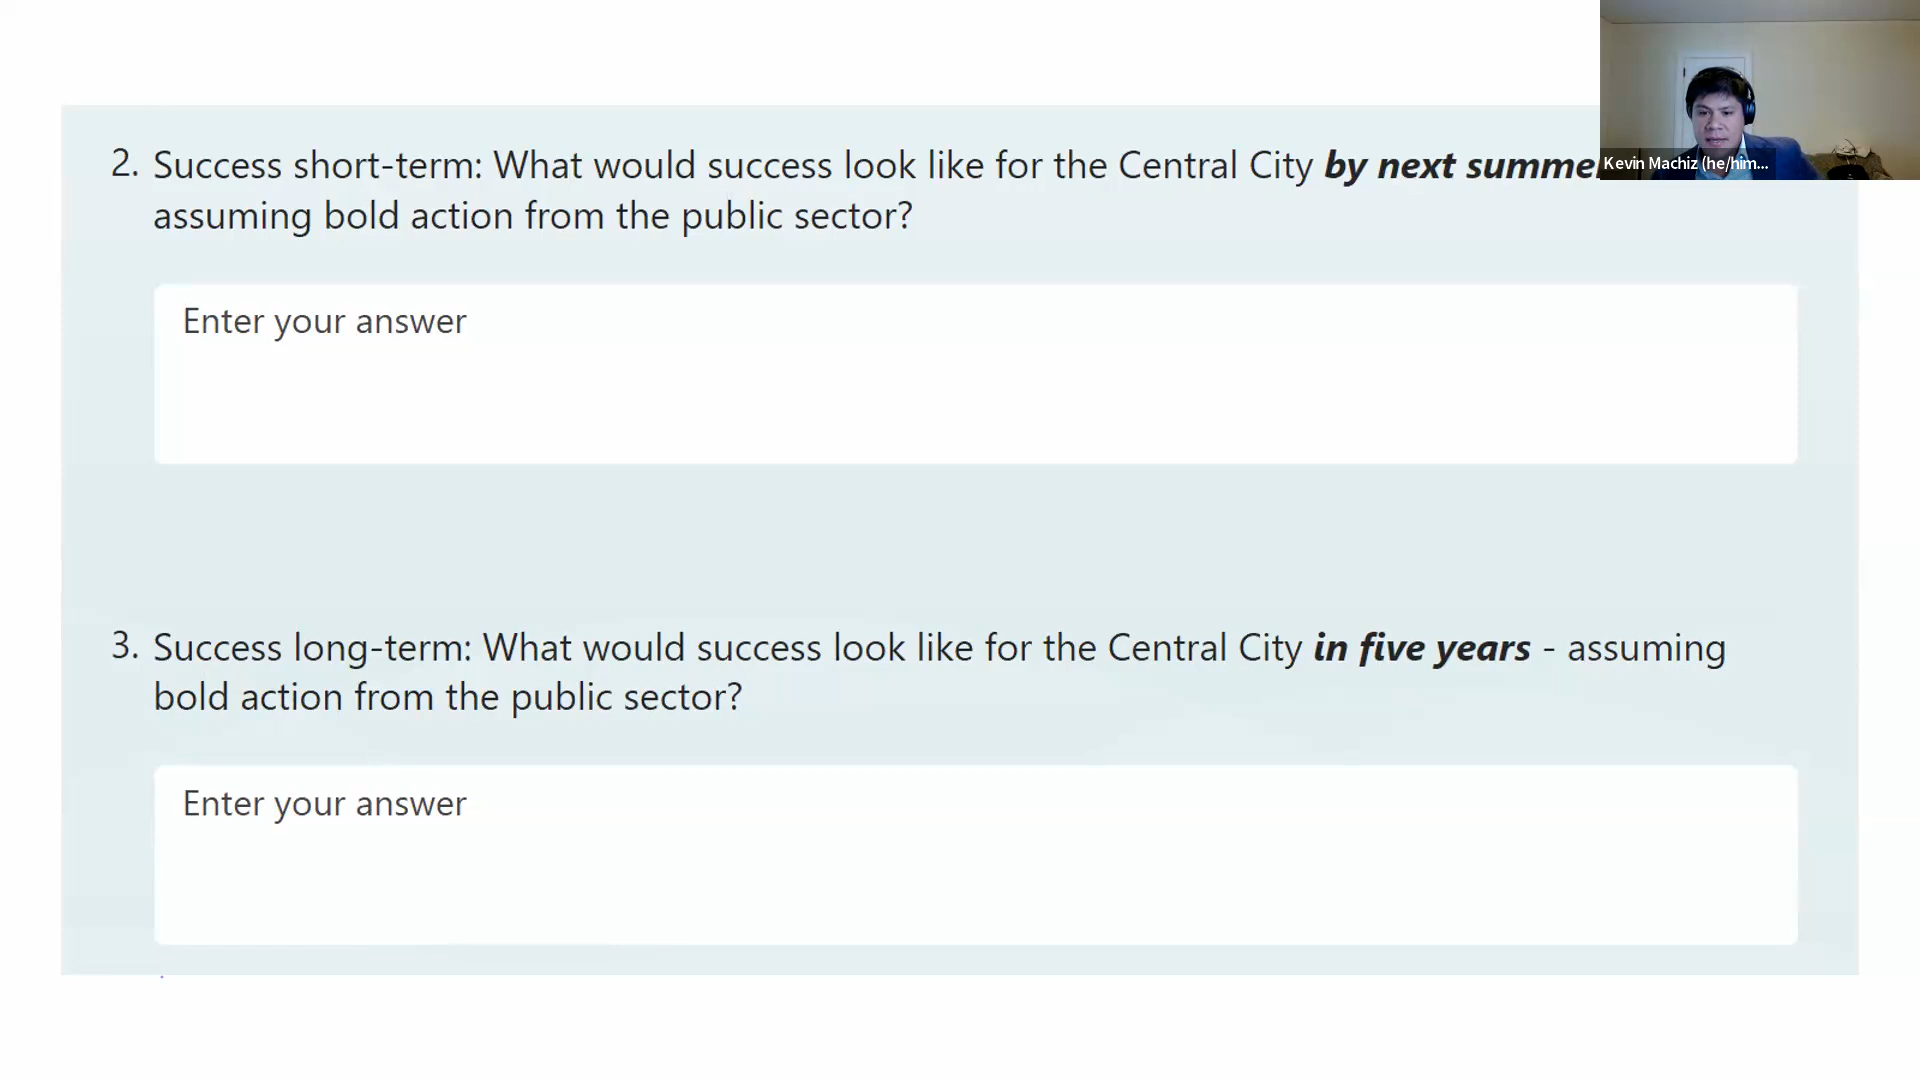 2. Success short-term: What would success look like for the Central City by next summer
assuming bold action from the public sector?
Enter your answer
3. Success long-term: What would success look like for the Central City in five years - assuming
bold action from the public sector?
Enter your answer
Kevin Machiz (he/him...